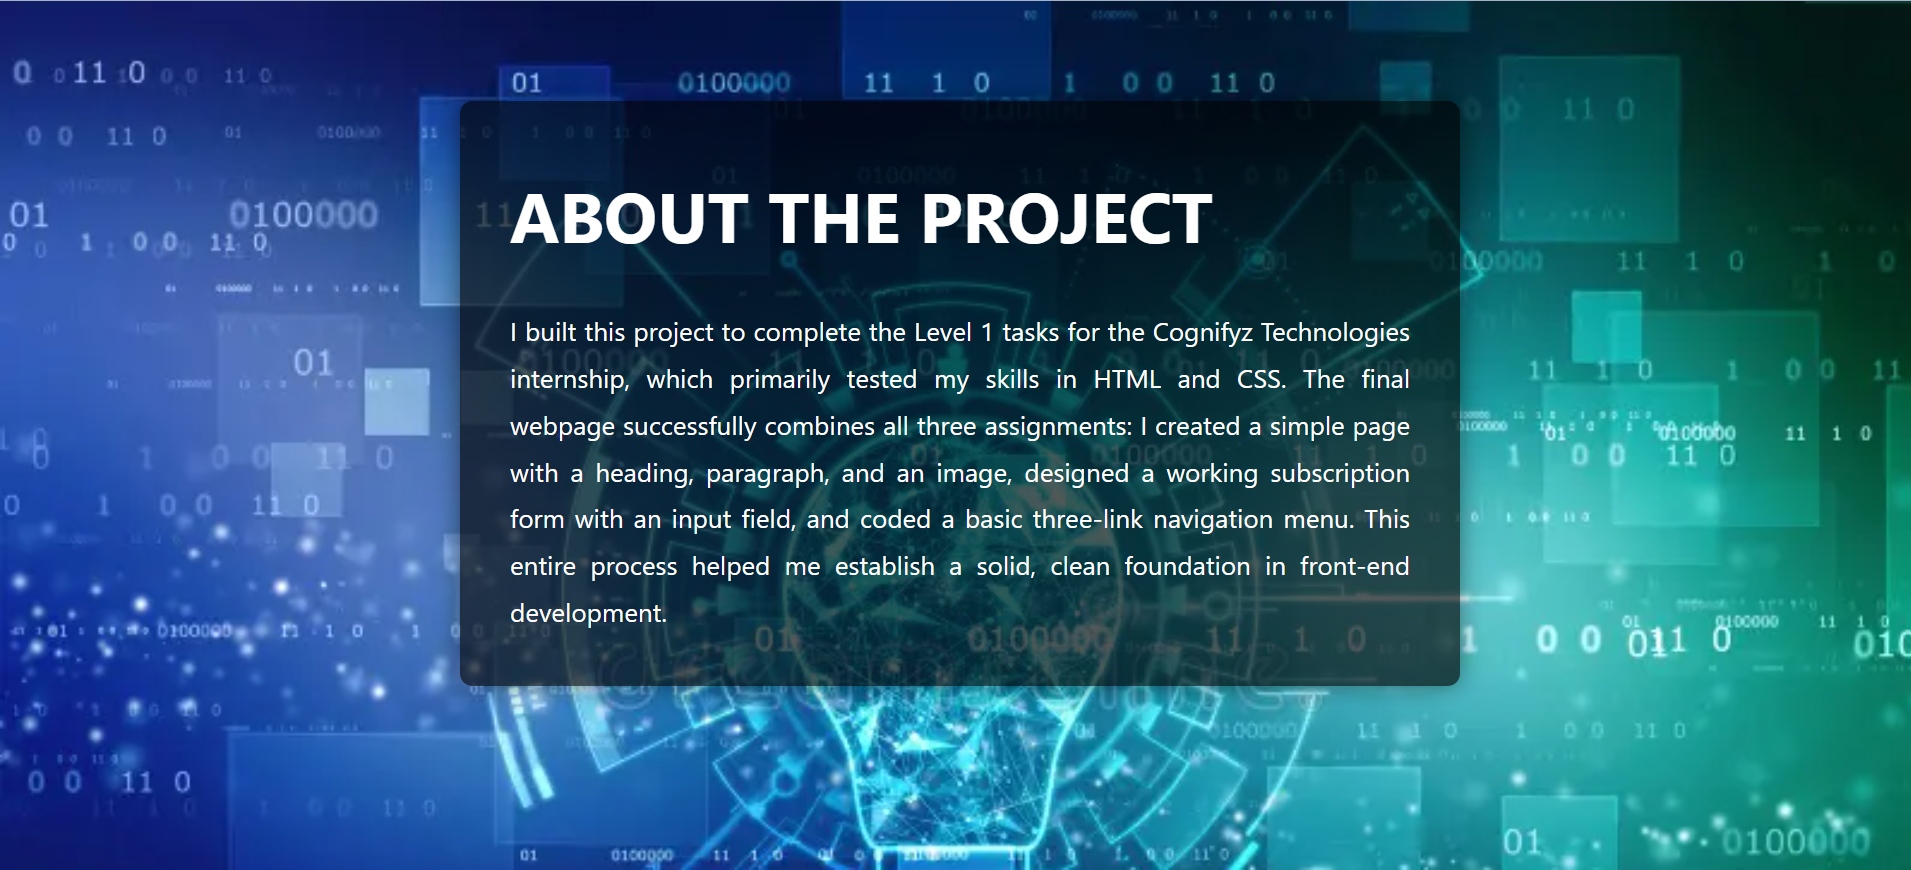 ABOUT THE PROJECT
I built this project to complete the Level 1 tasks for the Cognifyz Technologies
internship, which primarily tested my skills in HTML and CSS. The final
webpage successfully combines all three assignments: I created a simple page
with a heading, paragraph, and an image, designed a working subscription
form with an input field, and coded a basic three-link navigation menu. This
entire process helped me establish a solid, clean foundation in front-end
development.